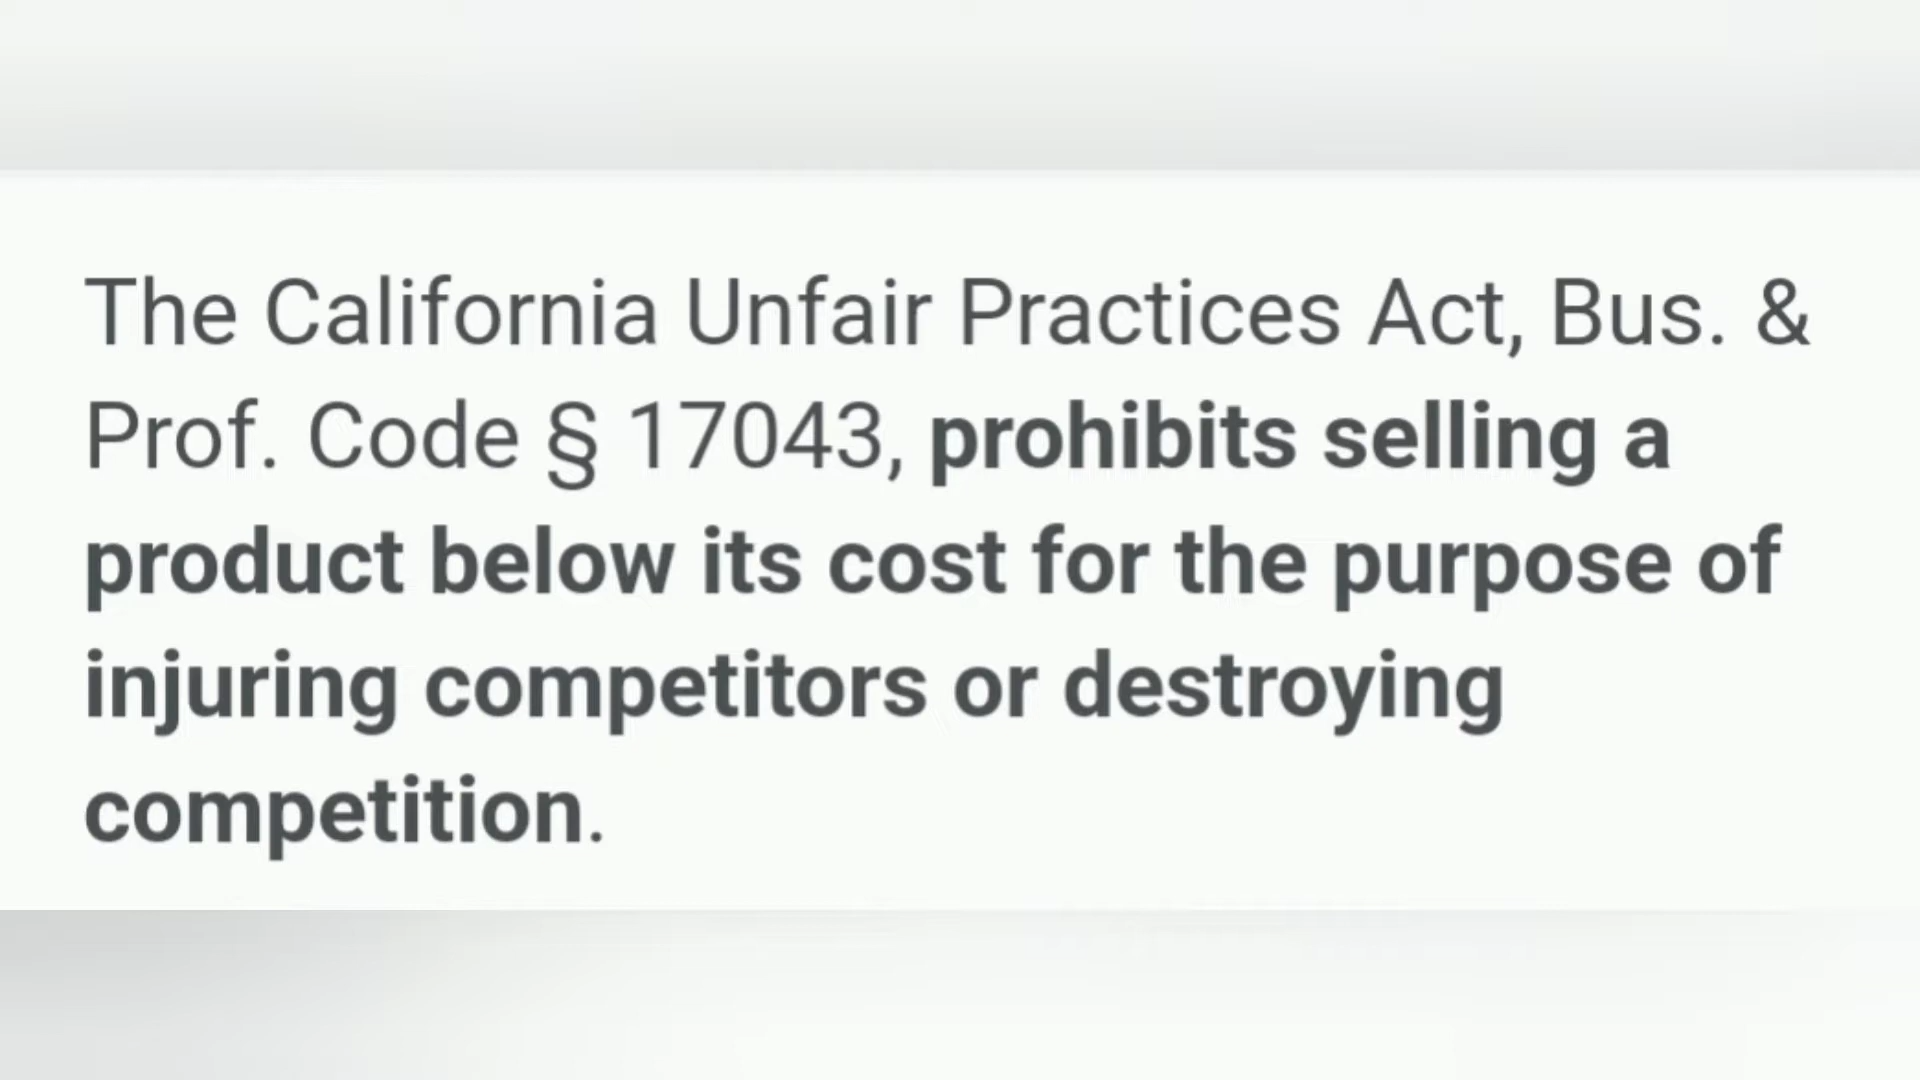 The California Unfair Practices Act, Bus. &
Prof. Code § 17043, prohibits selling a
product below its cost for the purpose of
injuring competitors or destroying
competition.